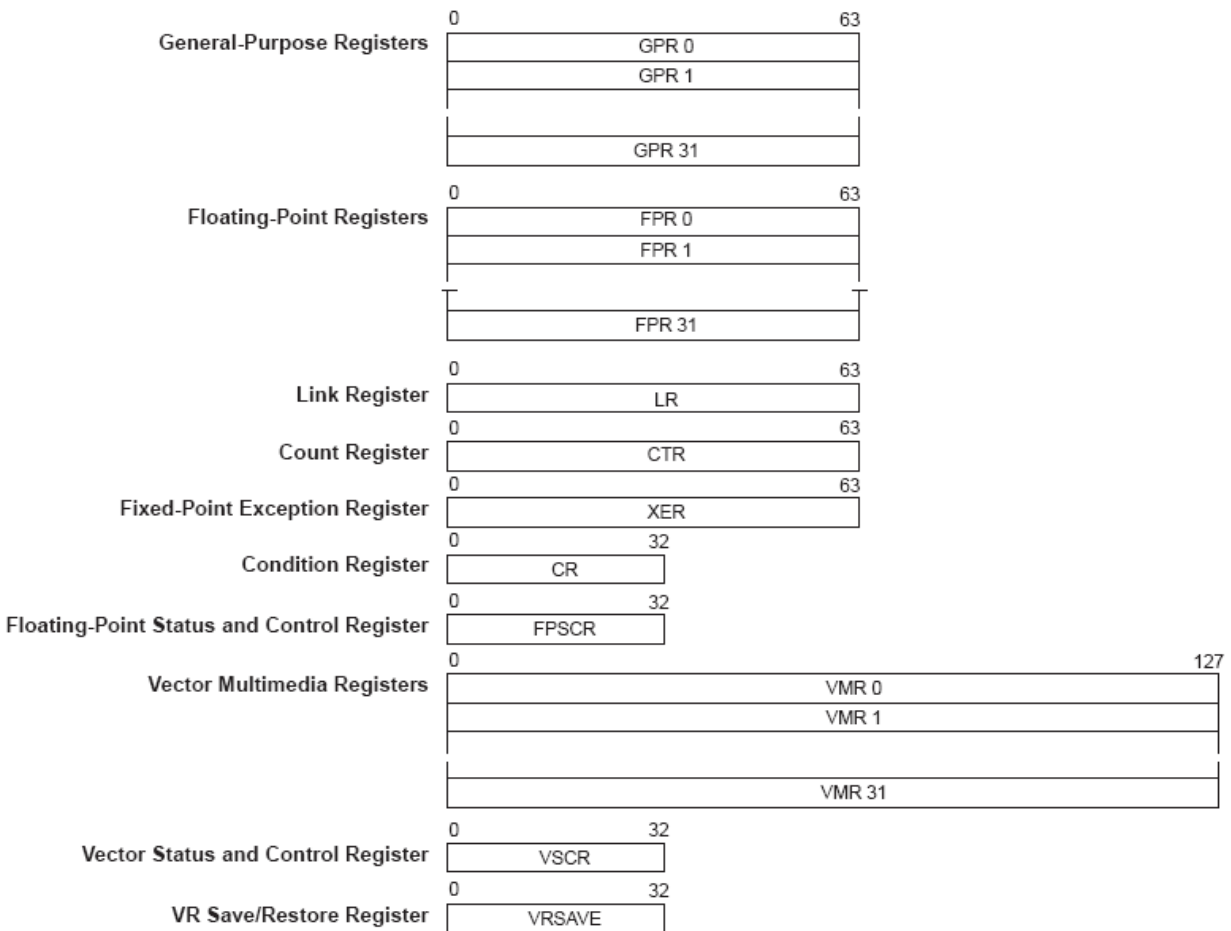 0 63
General-Purpose Registers GPR 0
GPR 1
GPR 31
0 63
Floating-Point Registers FPR 0
FPR 1
FPR 31
0 63
Link Register LR
0 63
Count Register CTR
0 63
Fixed-Point Exception Register XER
0 32
Condition Register CR
0 32
Floating-Point Status and Control Register FPSCR
0 127
Vector Multimedia Registers VMR 0
VMR 1
VMR 31
0 32
Vector Status and Control Register VSCR
0 32
VR Save/Restore Register VRSAVE